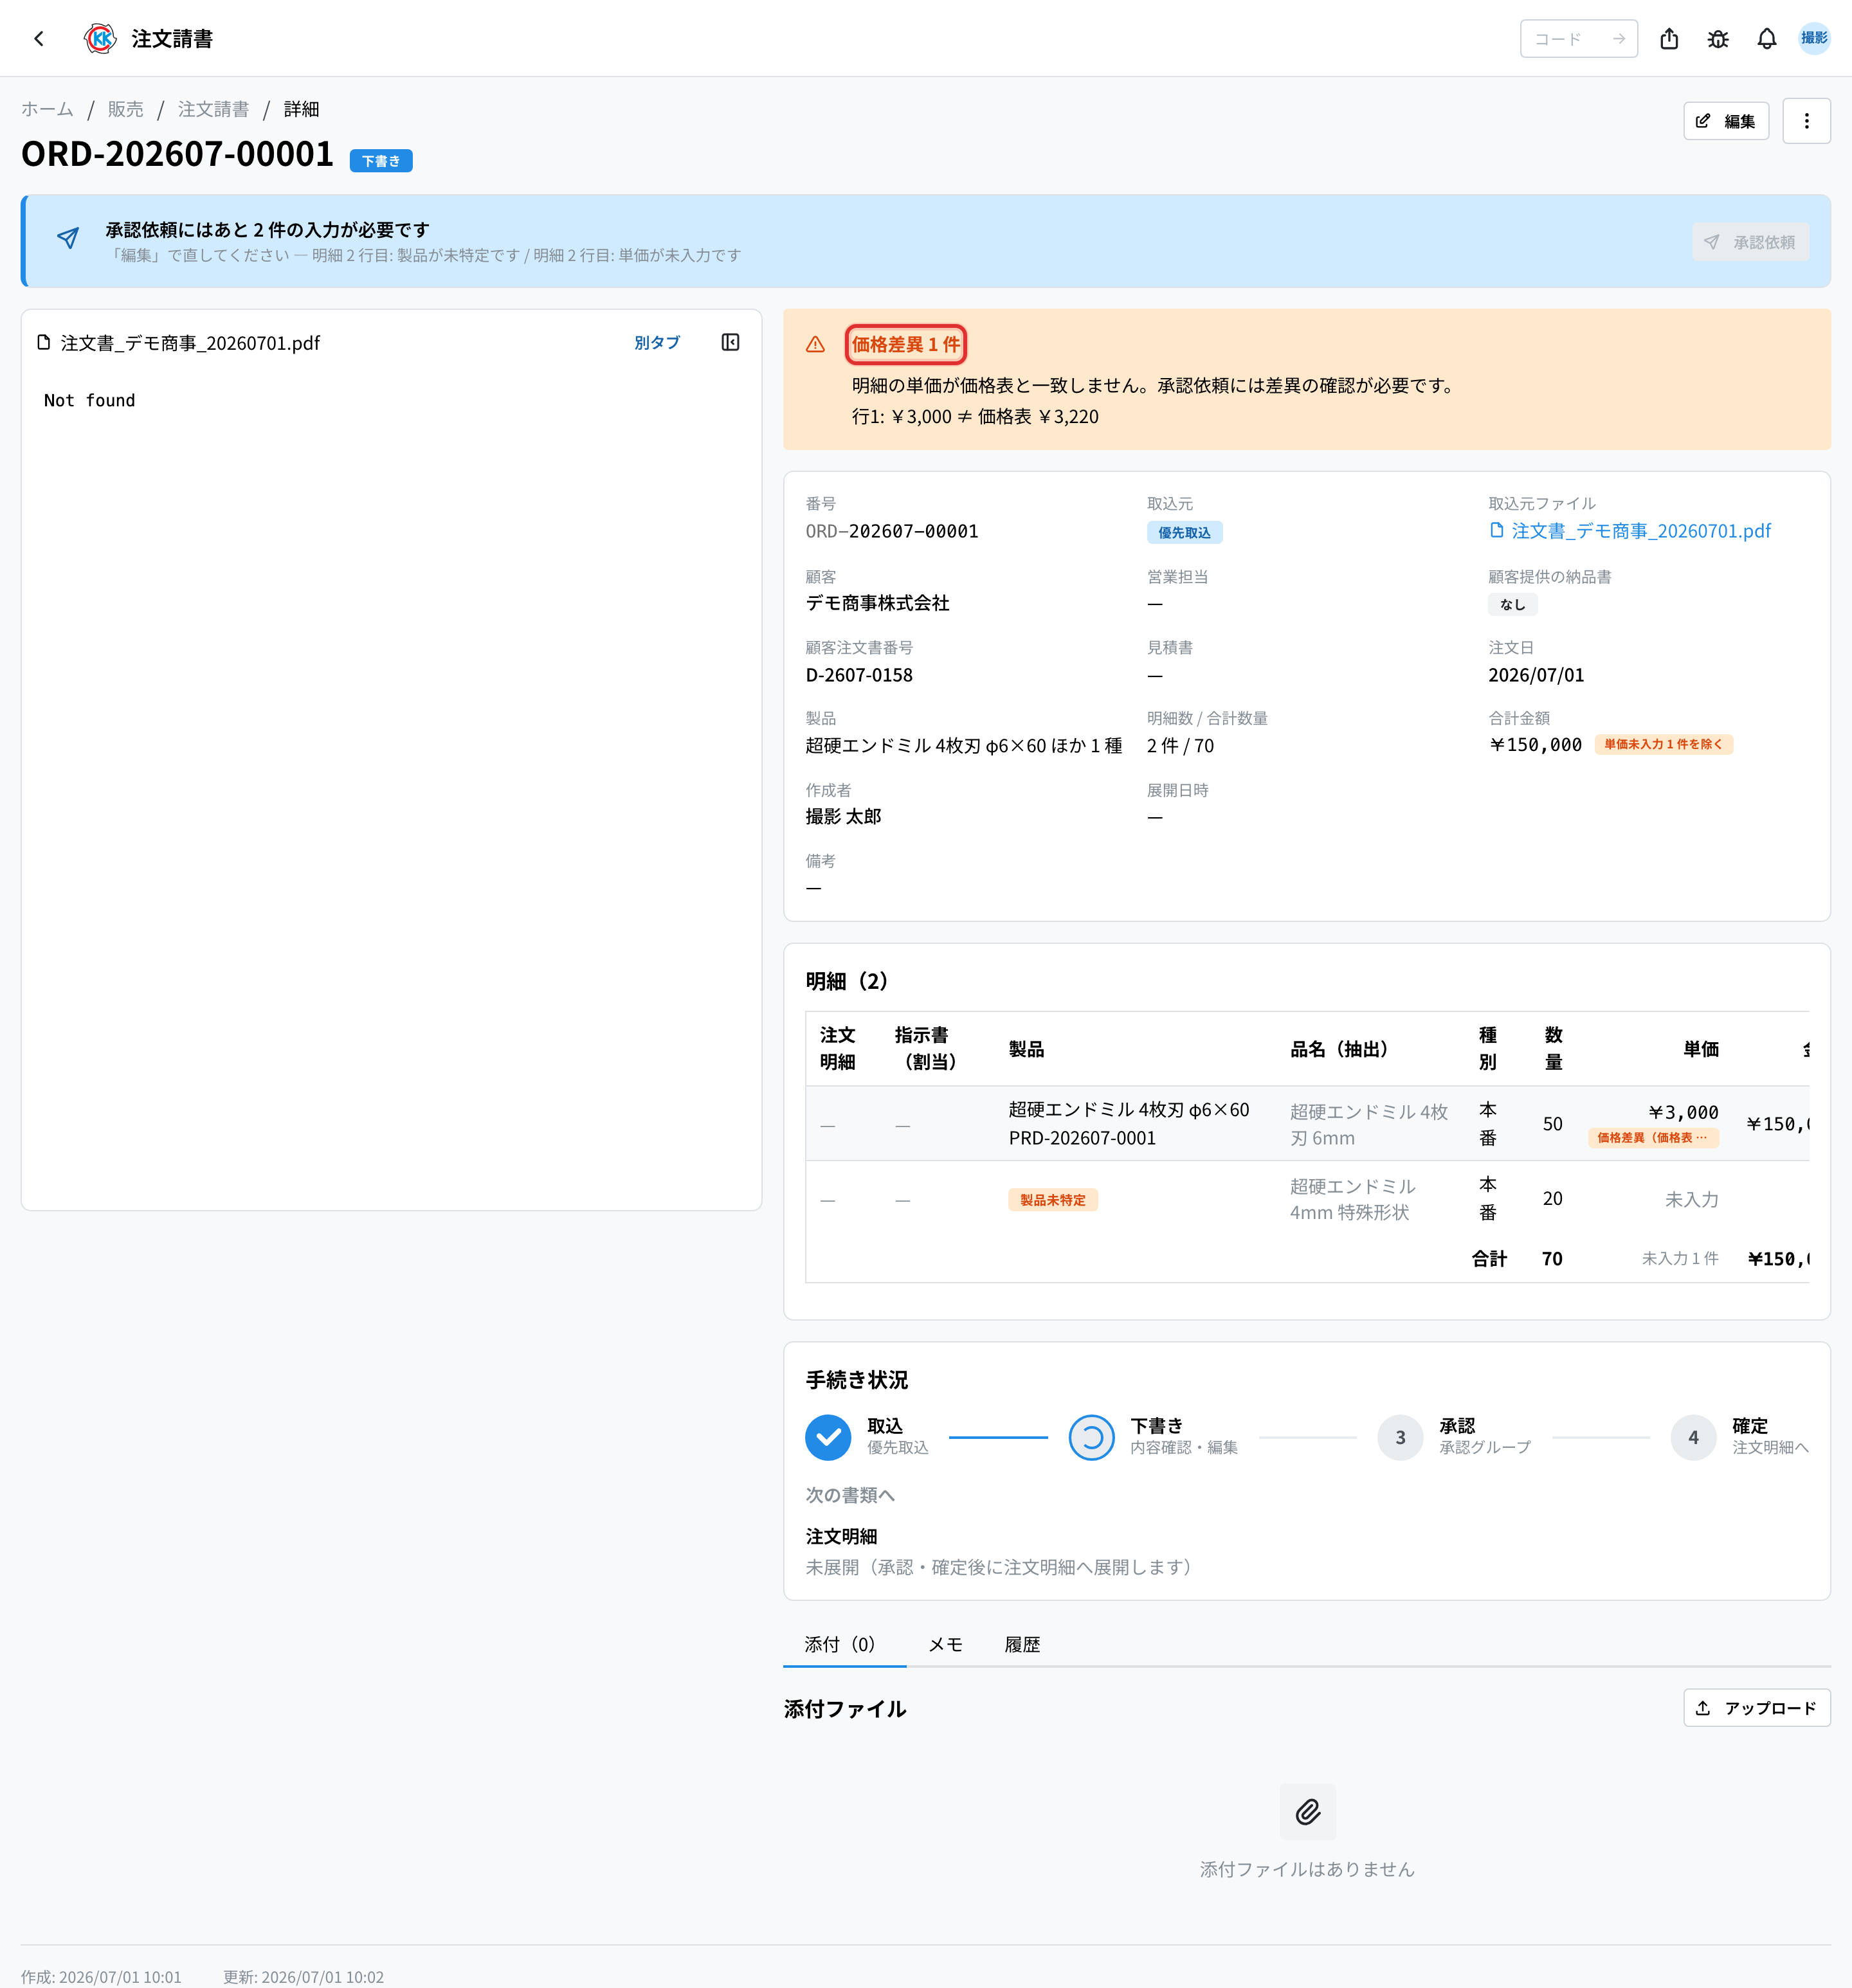 注文請書
コード
撮影
ホーム / 販売 / 注文請書 / 詳細
編集
ORD-202607-00001 下書き
承認依頼にはあと 2 件の入力が必要です
「編集」で直してください — 明細 2 行目: 製品が未特定です / 明細 2 行目: 単価が未入力です
承認依頼
注文書_デモ商事_20260701.pdf 別タブ
Not found
価格差異 1 件
明細の単価が価格表と一致しません。承認依頼には差異の確認が必要です。
行1: ¥3,000 ≠ 価格表 ¥3,220
番号 取込元 取込元ファイル
ORD-202607-00001 優先取込 注文書_デモ商事_20260701.pdf
顧客 営業担当 顧客提供の納品書
デモ商事株式会社 — なし
顧客注文書番号 見積書 注文日
D-2607-0158 — 2026/07/01
製品 明細数 / 合計数量 合計金額
超硬エンドミル 4枚刃 φ6×60 ほか 1 種 2 件 / 70 ¥150,000 単価未入力 1 件を除く
作成者 展開日時
撮影 太郎 —
備考
—
明細（2）
注文明細 指示書（割当） 製品 品名（抽出） 種別 数量 単価
— — 超硬エンドミル 4枚刃 φ6×60 超硬エンドミル 4枚 本番 50 ¥3,000 ¥150,
PRD-202607-0001 刃 6mm 価格差異（価格表 …
— — 製品未特定 超硬エンドミル 本番 20 未入力
4mm 特殊形状
合計 70 未入力 1 件 ¥150,
手続き状況
取込 下書き 3 承認 4 確定
優先取込 内容確認・編集 承認グループ 注文明細へ
次の書類へ
注文明細
未展開（承認・確定後に注文明細へ展開します）
添付（0） メモ 履歴
添付ファイル アップロード
添付ファイルはありません
作成: 2026/07/01 10:01 更新: 2026/07/01 10:02